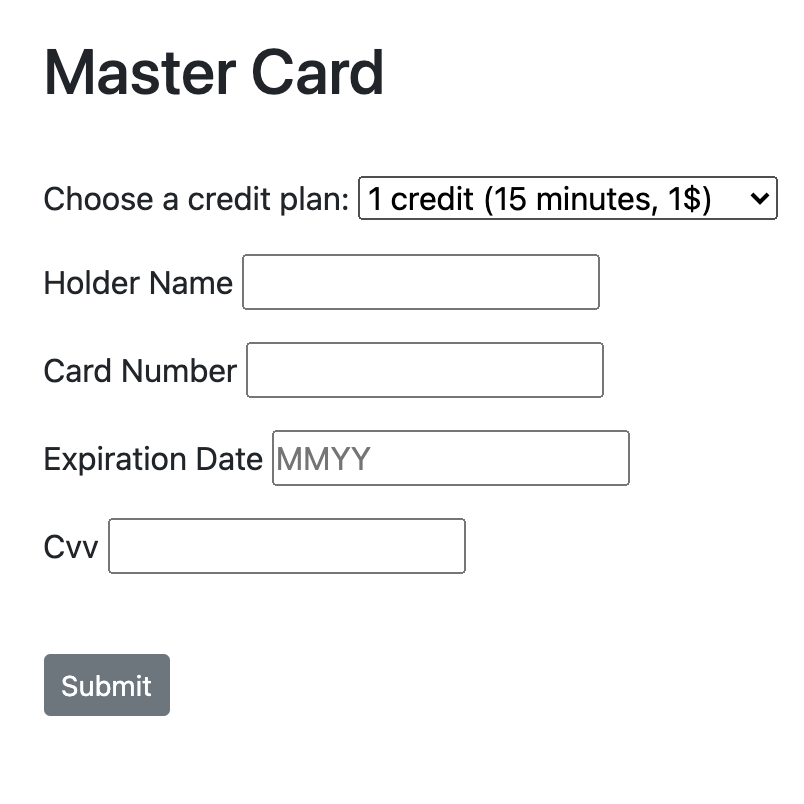 Master Card
Choose a credit plan: 1 credit (15 minutes, 1$)
Holder Name
Card Number
Expiration Date MMYY
Cvv
Submit